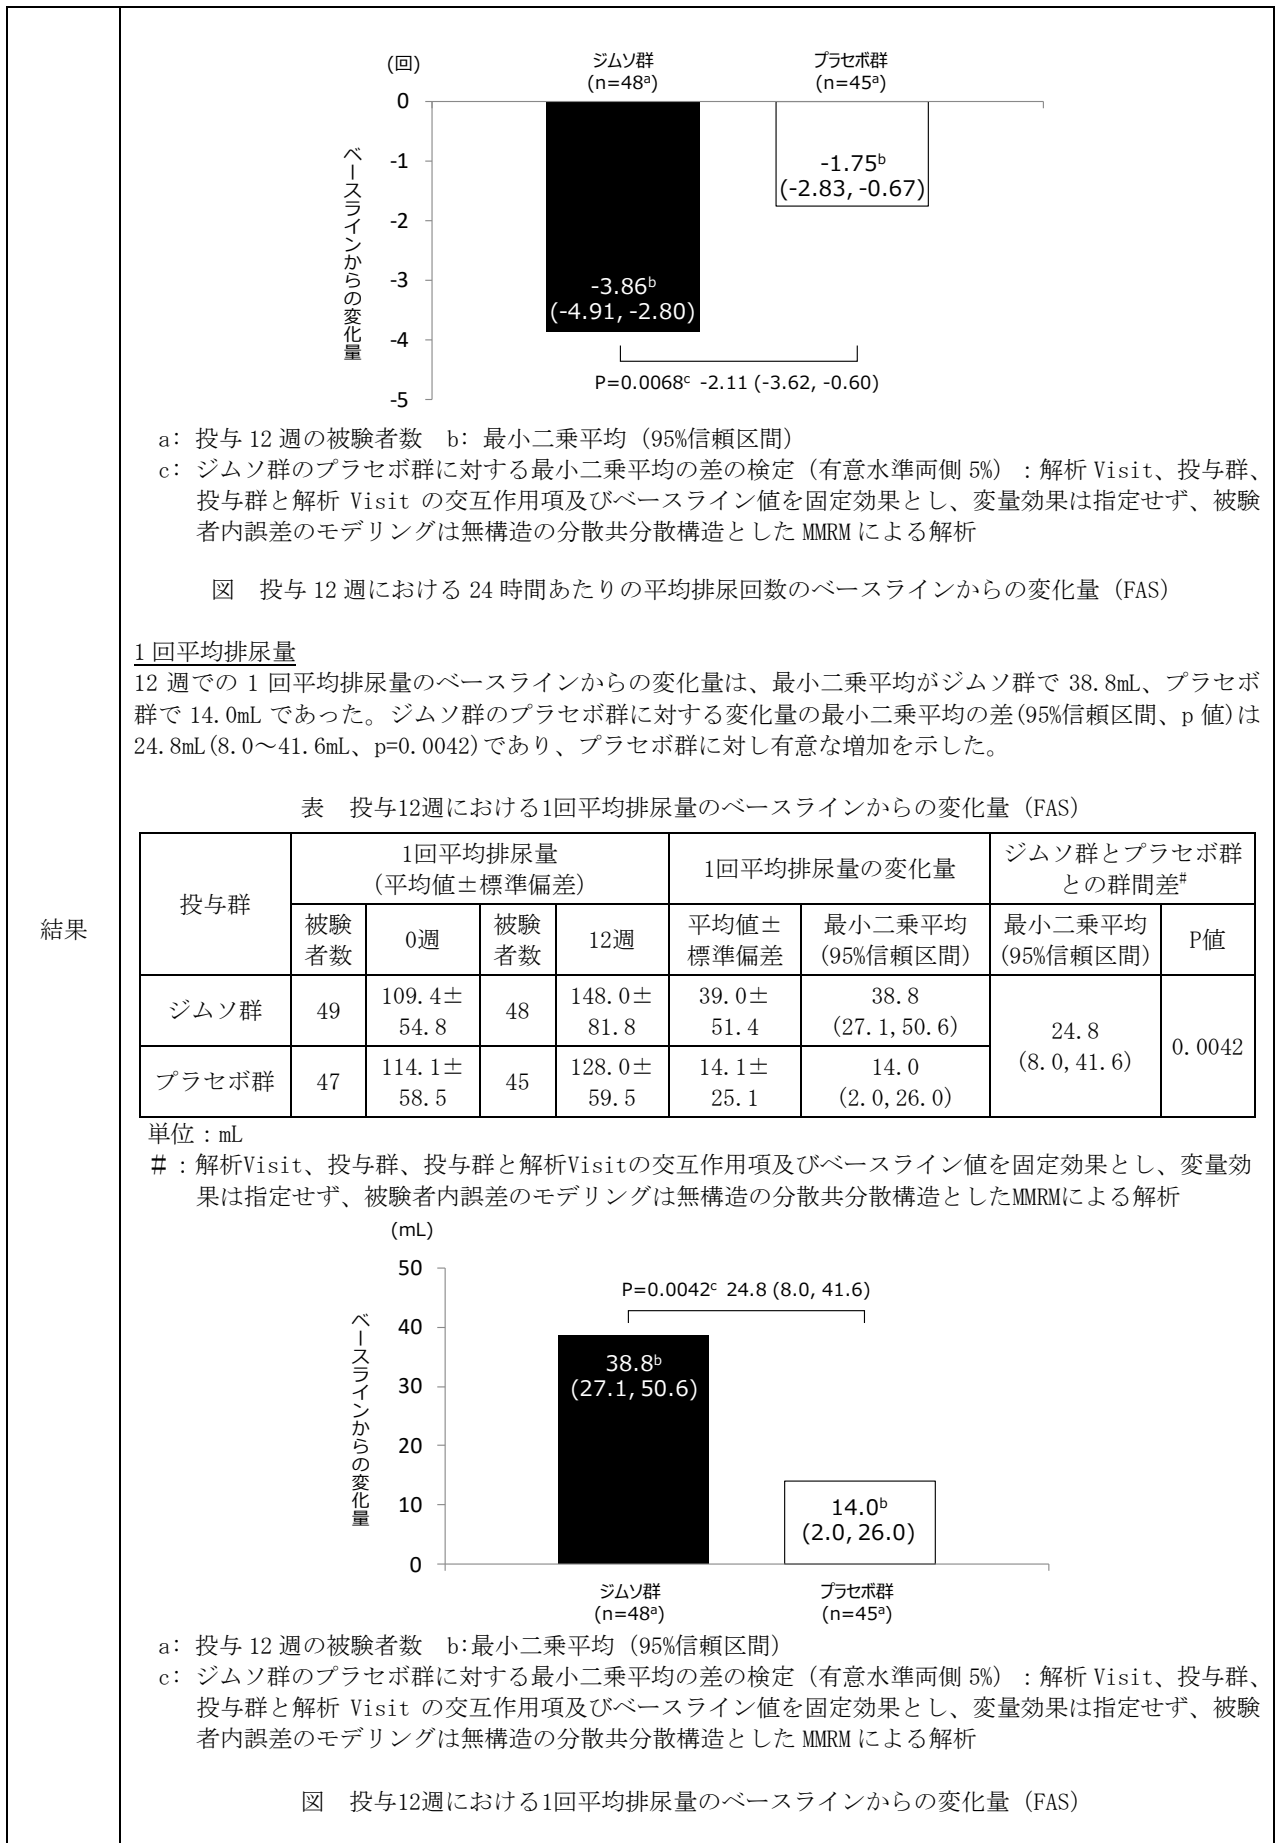 結果
(回)
ジムソ群
(n=48ᵃ)
プラセボ群
(n=45ᵃ)
0
-1
-2
-3
-4
-5
ベースラインからの変化量
-1.75ᵇ
(-2.83, -0.67)
-3.86ᵇ
(-4.91, -2.80)
P=0.0068ᶜ -2.11 (-3.62, -0.60)
a: 投与 12 週の被験者数 b: 最小二乗平均（95%信頼区間）
c: ジムソ群のプラセボ群に対する最小二乗平均の差の検定（有意水準両側 5%）：解析 Visit、投与群、
投与群と解析 Visit の交互作用項及びベースライン値を固定効果とし、変量効果は指定せず、被験
者内誤差のモデリングは無構造の分散共分散構造とした MMRM による解析
図 投与 12 週における 24 時間あたりの平均排尿回数のベースラインからの変化量（FAS）
1 回平均排尿量
12 週での 1 回平均排尿量のベースラインからの変化量は、最小二乗平均がジムソ群で 38.8mL、プラセボ
群で 14.0mL であった。ジムソ群のプラセボ群に対する変化量の最小二乗平均の差(95%信頼区間、p 値)は
24.8mL(8.0～41.6mL、p=0.0042)であり、プラセボ群に対し有意な増加を示した。
表 投与12週における1回平均排尿量のベースラインからの変化量（FAS）
投与群
1回平均排尿量
(平均値±標準偏差)
1回平均排尿量の変化量
ジムソ群とプラセボ群
との群間差#
被験
者数
0週
被験
者数
12週
平均値±
標準偏差
最小二乗平均
(95%信頼区間)
最小二乗平均
(95%信頼区間)
P値
ジムソ群
49
109.4±
54.8
48
148.0±
81.8
39.0±
51.4
38.8
(27.1, 50.6)
24.8
(8.0, 41.6)
0.0042
プラセボ群
47
114.1±
58.5
45
128.0±
59.5
14.1±
25.1
14.0
(2.0, 26.0)
単位：mL
＃：解析Visit、投与群、投与群と解析Visitの交互作用項及びベースライン値を固定効果とし、変量効
果は指定せず、被験者内誤差のモデリングは無構造の分散共分散構造としたMMRMによる解析
(mL)
50
40
30
20
10
0
ベースラインからの変化量
P=0.0042ᶜ 24.8 (8.0, 41.6)
38.8ᵇ
(27.1, 50.6)
14.0ᵇ
(2.0, 26.0)
ジムソ群
(n=48ᵃ)
プラセボ群
(n=45ᵃ)
a: 投与 12 週の被験者数 b:最小二乗平均（95%信頼区間）
c: ジムソ群のプラセボ群に対する最小二乗平均の差の検定（有意水準両側 5%）：解析 Visit、投与群、
投与群と解析 Visit の交互作用項及びベースライン値を固定効果とし、変量効果は指定せず、被験
者内誤差のモデリングは無構造の分散共分散構造とした MMRM による解析
図 投与12週における1回平均排尿量のベースラインからの変化量（FAS）